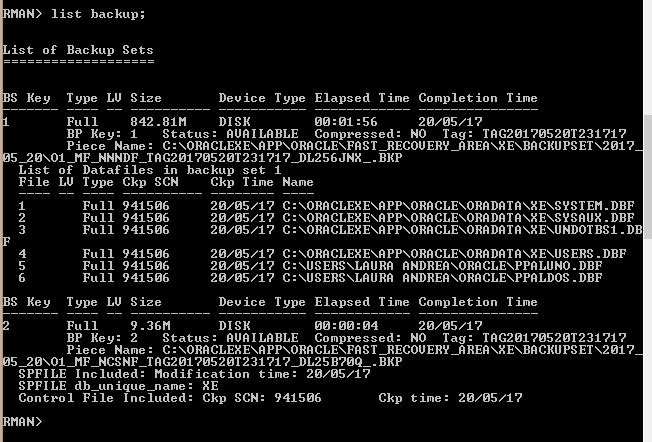 RMAN> list backup;
List of Backup Sets
===================
BS Key  Type LV Size       Device Type Elapsed Time Completion Time
------- ---- -- ---------- ----------- ------------ ---------------
1       Full    842.81M    DISK        00:01:56     20/05/17
        BP Key: 1   Status: AVAILABLE  Compressed: NO  Tag: TAG20170520T231717
        Piece Name: C:\ORACLEXE\APP\ORACLE\FAST_RECOVERY_AREA\XE\BACKUPSET\2017_
05_20\O1_MF_NNNDF_TAG20170520T231717_DL256JNX_.BKP
  List of Datafiles in backup set 1
  File LV Type Ckp SCN    Ckp Time Name
  ---- -- ---- ---------- -------- ----
  1       Full 941506     20/05/17 C:\ORACLEXE\APP\ORACLE\ORADATA\XE\SYSTEM.DBF
  2       Full 941506     20/05/17 C:\ORACLEXE\APP\ORACLE\ORADATA\XE\SYSAUX.DBF
  3       Full 941506     20/05/17 C:\ORACLEXE\APP\ORACLE\ORADATA\XE\UNDOTBS1.DB
F
  4       Full 941506     20/05/17 C:\ORACLEXE\APP\ORACLE\ORADATA\XE\USERS.DBF
  5       Full 941506     20/05/17 C:\USERS\LAURA ANDREA\ORACLE\PPALUNO.DBF
  6       Full 941506     20/05/17 C:\USERS\LAURA ANDREA\ORACLE\PPALDOS.DBF
BS Key  Type LV Size       Device Type Elapsed Time Completion Time
------- ---- -- ---------- ----------- ------------ ---------------
2       Full    9.36M      DISK        00:00:04     20/05/17
        BP Key: 2   Status: AVAILABLE  Compressed: NO  Tag: TAG20170520T231717
        Piece Name: C:\ORACLEXE\APP\ORACLE\FAST_RECOVERY_AREA\XE\BACKUPSET\2017_
05_20\O1_MF_NCSNF_TAG20170520T231717_DL25B70Q_.BKP
  SPFILE Included: Modification time: 20/05/17
  SPFILE db_unique_name: XE
  Control File Included: Ckp SCN: 941506       Ckp time: 20/05/17
RMAN>